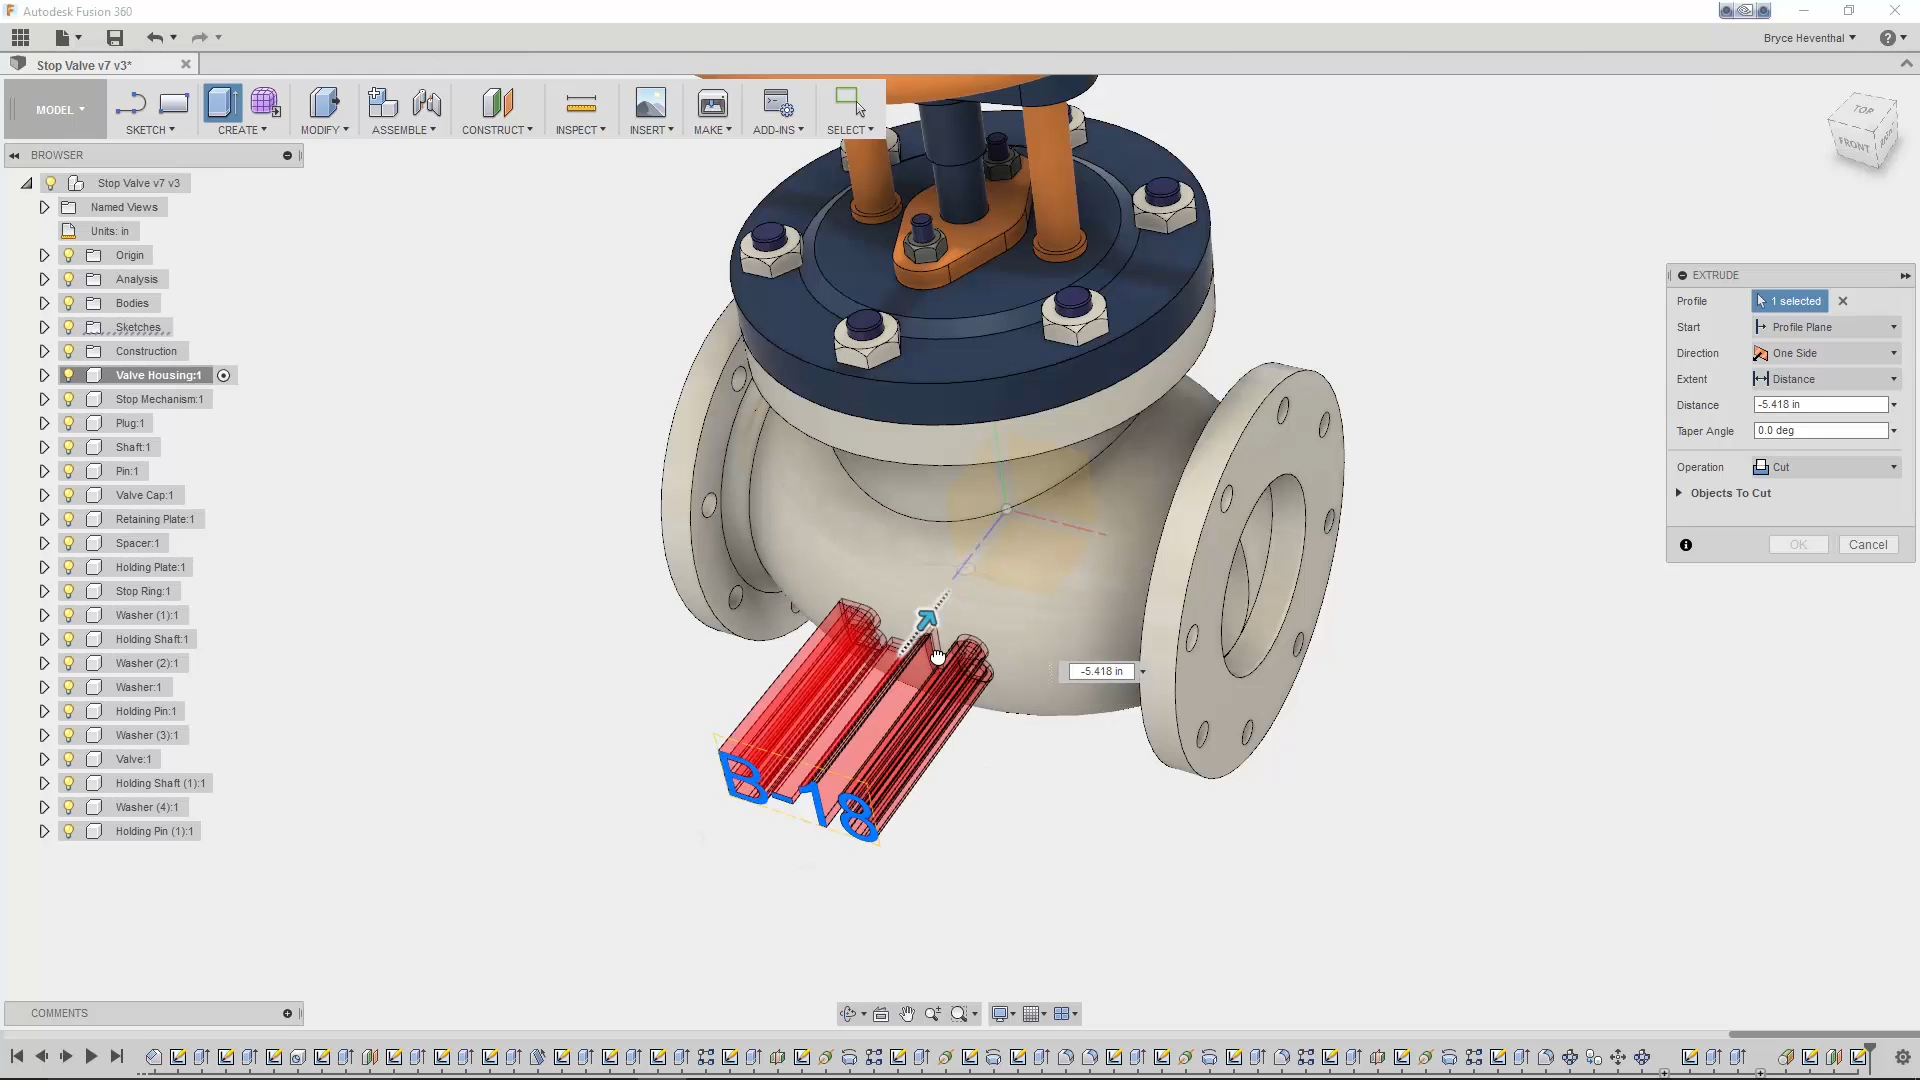 Autodesk Fusion 360
Bryce Heventhal
Stop Valve v7 v3*
MODEL
SKETCH
CREATE
MODIFY
ASSEMBLE
CONSTRUCT
INSPECT
INSERT
MAKE
ADD-INS
SELECT
TOP
FRONT
BROWSER
Stop Valve v7 v3
Named Views
Units: in
Origin
Analysis
Bodies
Sketches
Construction
Valve Housing:1
Stop Mechanism:1
Plug:1
Shaft:1
Pin:1
Valve Cap:1
Retaining Plate:1
Spacer:1
Holding Plate:1
Stop Ring:1
Washer (1):1
Holding Shaft:1
Washer (2):1
Washer:1
Holding Pin:1
Washer (3):1
Valve:1
Holding Shaft (1):1
Washer (4):1
Holding Pin (1):1
EXTRUDE
Profile 1 selected
Start Profile Plane
Direction One Side
Extent Distance
Distance -5.418 in
Taper Angle 0.0 deg
Operation Cut
Objects To Cut
OK Cancel
-5.418 in
B-18
COMMENTS